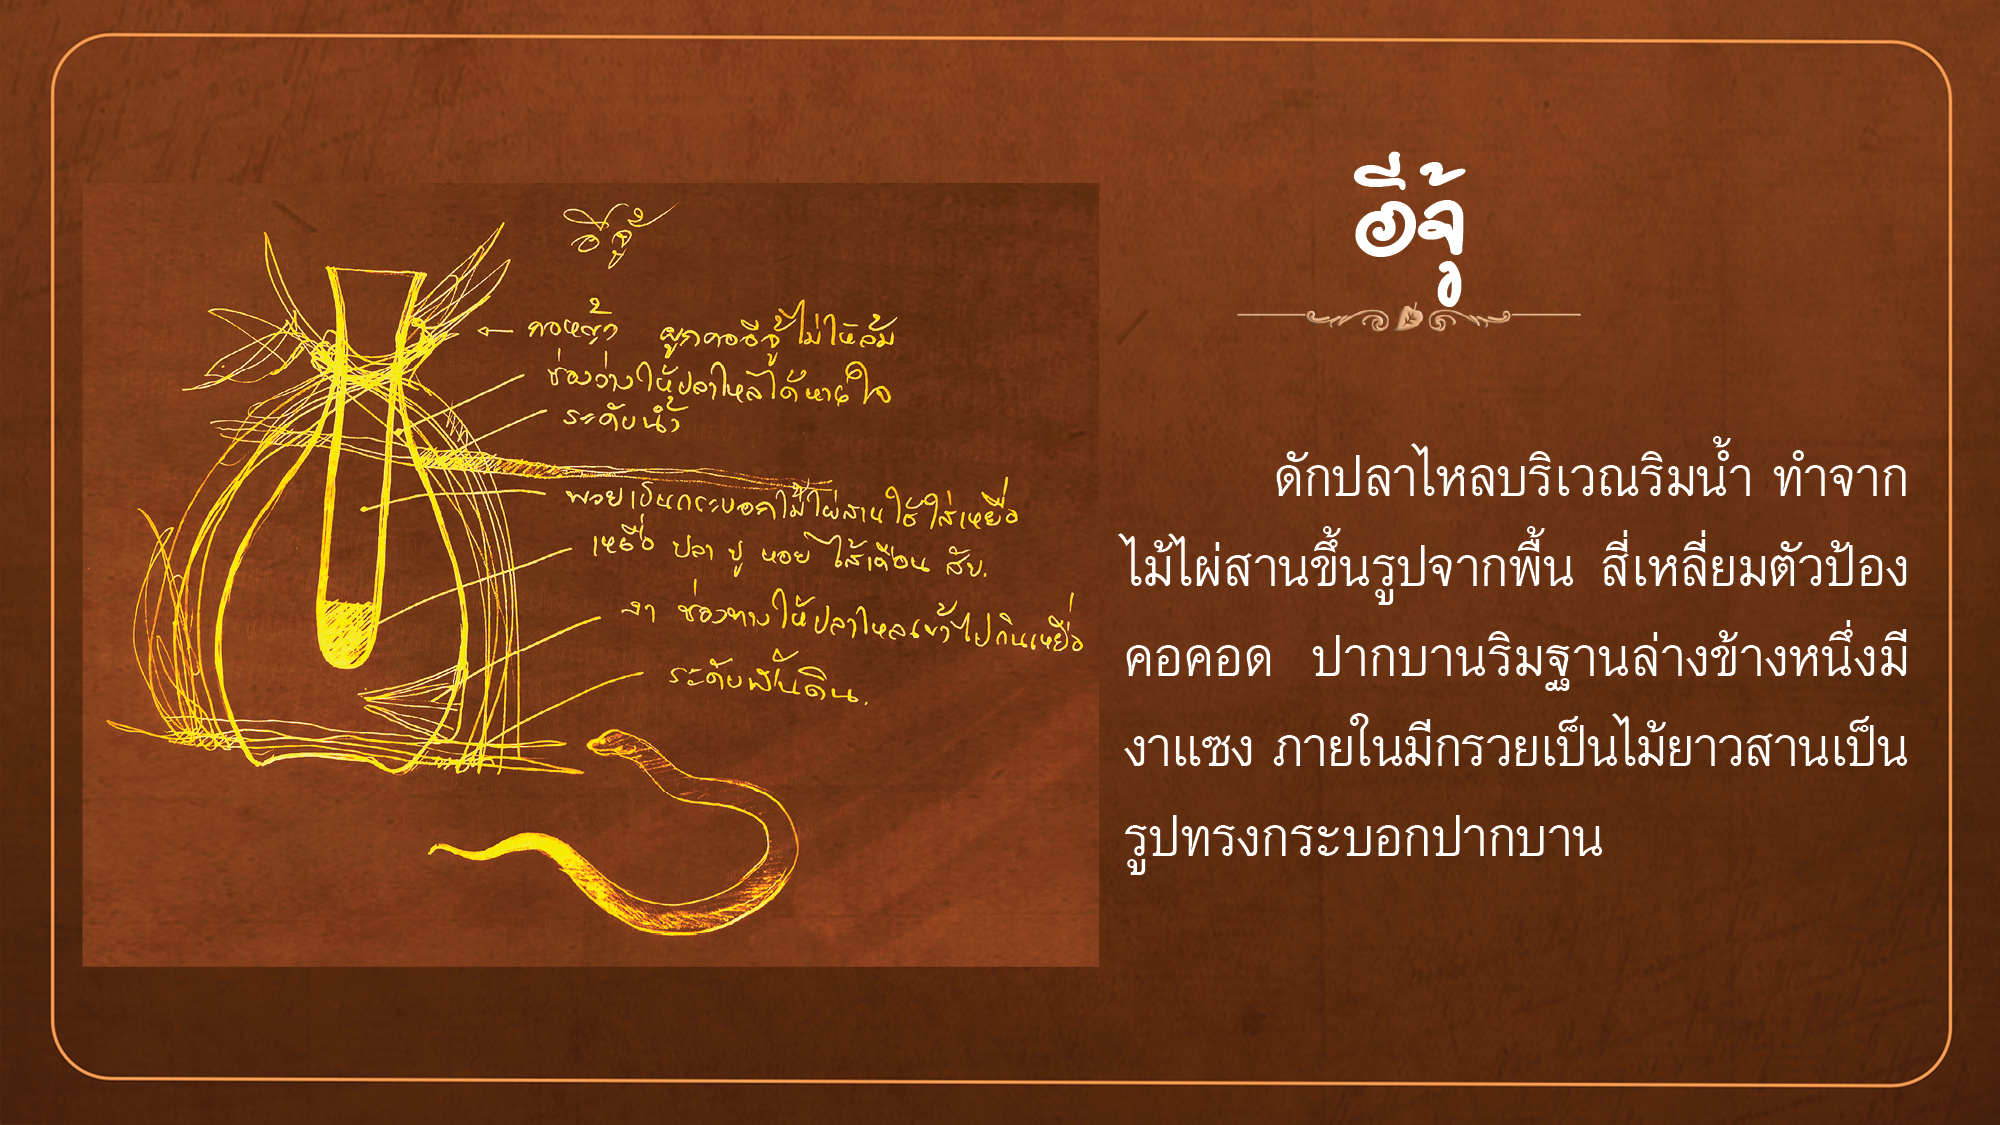 อีจู้
กอหญ้า ผูกคออีจู้ไม่ให้ล้ม
ช่องว่างให้ปลาไหลได้หายใจ
ระดับน้ำ
พวยเป็นกระบอกไม้ไผ่สานใช้ใส่เหยื่อ
เหยื่อ ปลา ปู หอย ไส้เดือน สับ.
งา ช่องทางให้ปลาไหลเข้าไปกินเหยื่อ
ระดับพื้นดิน.
อีจู้
ดักปลาไหลบริเวณริมน้ำ ทำจาก
ไม้ไผ่สานขึ้นรูปจากพื้น สี่เหลี่ยมตัวป้อง
คอคอด ปากบานริมฐานล่างข้างหนึ่งมี
งาแซง ภายในมีกรวยเป็นไม้ยาวสานเป็น
รูปทรงกระบอกปากบาน